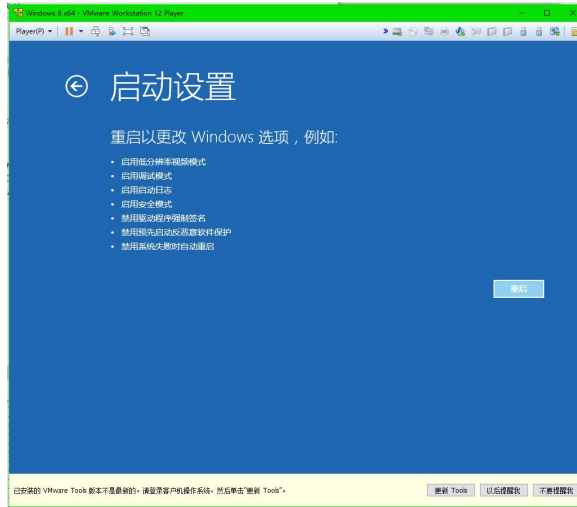 Windows 8 x64 - VMware Workstation 12 Player
Player(P)
启动设置
重启以更改 Windows 选项，例如:
• 启用低分辨率视频模式
• 启用调试模式
• 启用启动日志
• 启用安全模式
• 禁用驱动程序强制签名
• 禁用预先启动反恶意软件保护
• 禁用系统失败时自动重启
重启
已安装的 VMware Tools 版本不是最新的。请登录客户机操作系统。然后单击"更新 Tools"。
更新 Tools
以后提醒我
不要提醒我